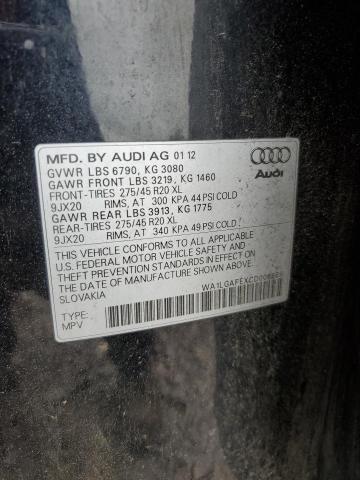 MFD. BY AUDI AG 01 12
GVWR LBS 6790, KG 3080
GAWR FRONT LBS 3219, KG 1460
FRONT-TIRES 275/45 R20 XL
9JX20 RIMS, AT 300 KPA 44 PSI COLD
GAWR REAR LBS 3913, KG 1775
REAR-TIRES 275/45 R20 XL
9JX20 RIMS, AT 340 KPA 49 PSI COLD
THIS VEHICLE CONFORMS TO ALL APPLICABLE
U.S. FEDERAL MOTOR VEHICLE SAFETY AND
THEFT PREVENTION STANDARDS IN EFFECT ON
THE DATE OF MANUFACTURE SHOWN ABOVE
SLOVAKIA
TYPE:
MPV
Audi